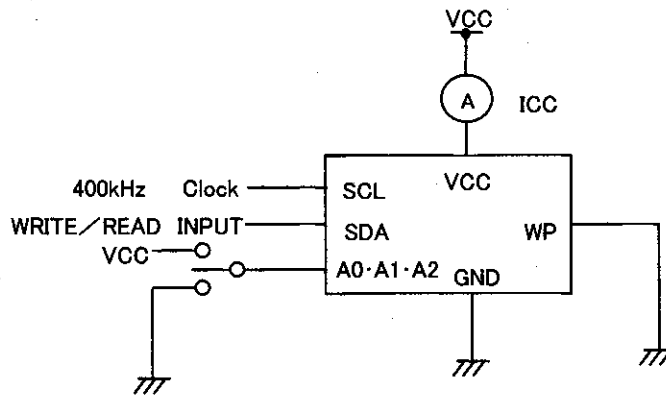 VCC
A ICC
400kHz Clock SCL VCC
WRITE／READ INPUT SDA WP
VCC
A0·A1·A2 GND